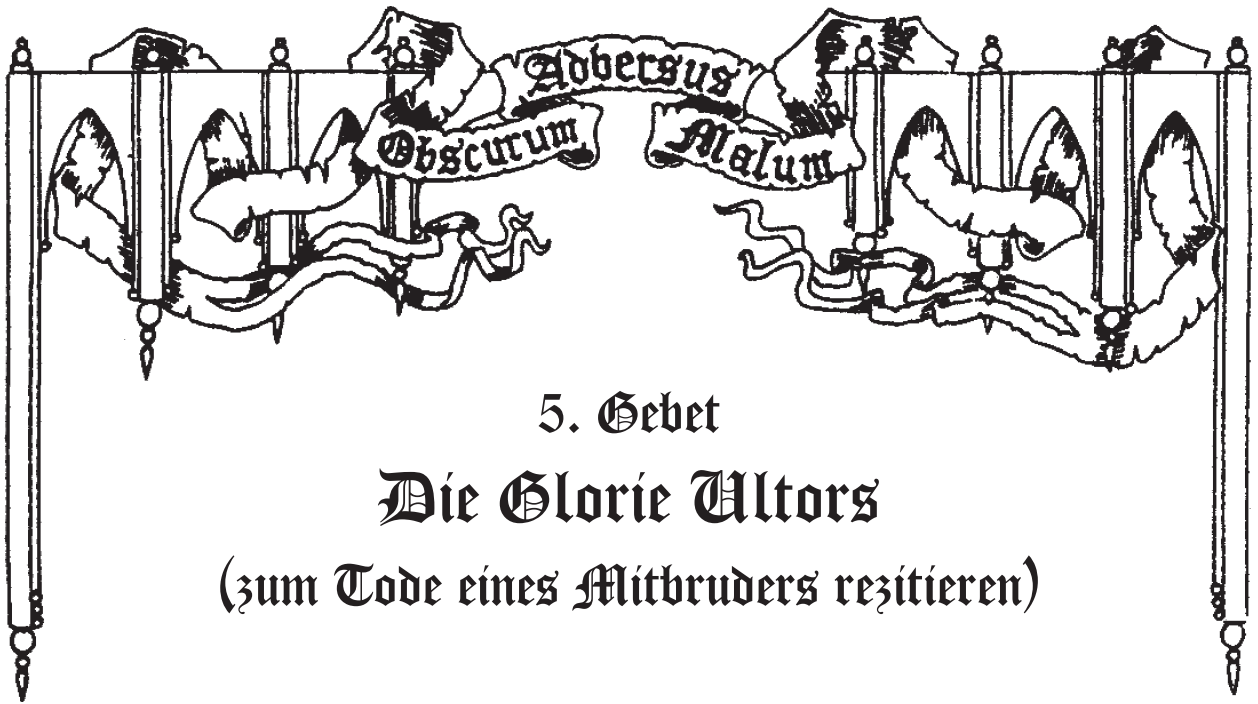 Adversus
Obscurum Malum
5. Gebet
Die Glorie Ultors
(zum Tode eines Mitbruders rezitieren)